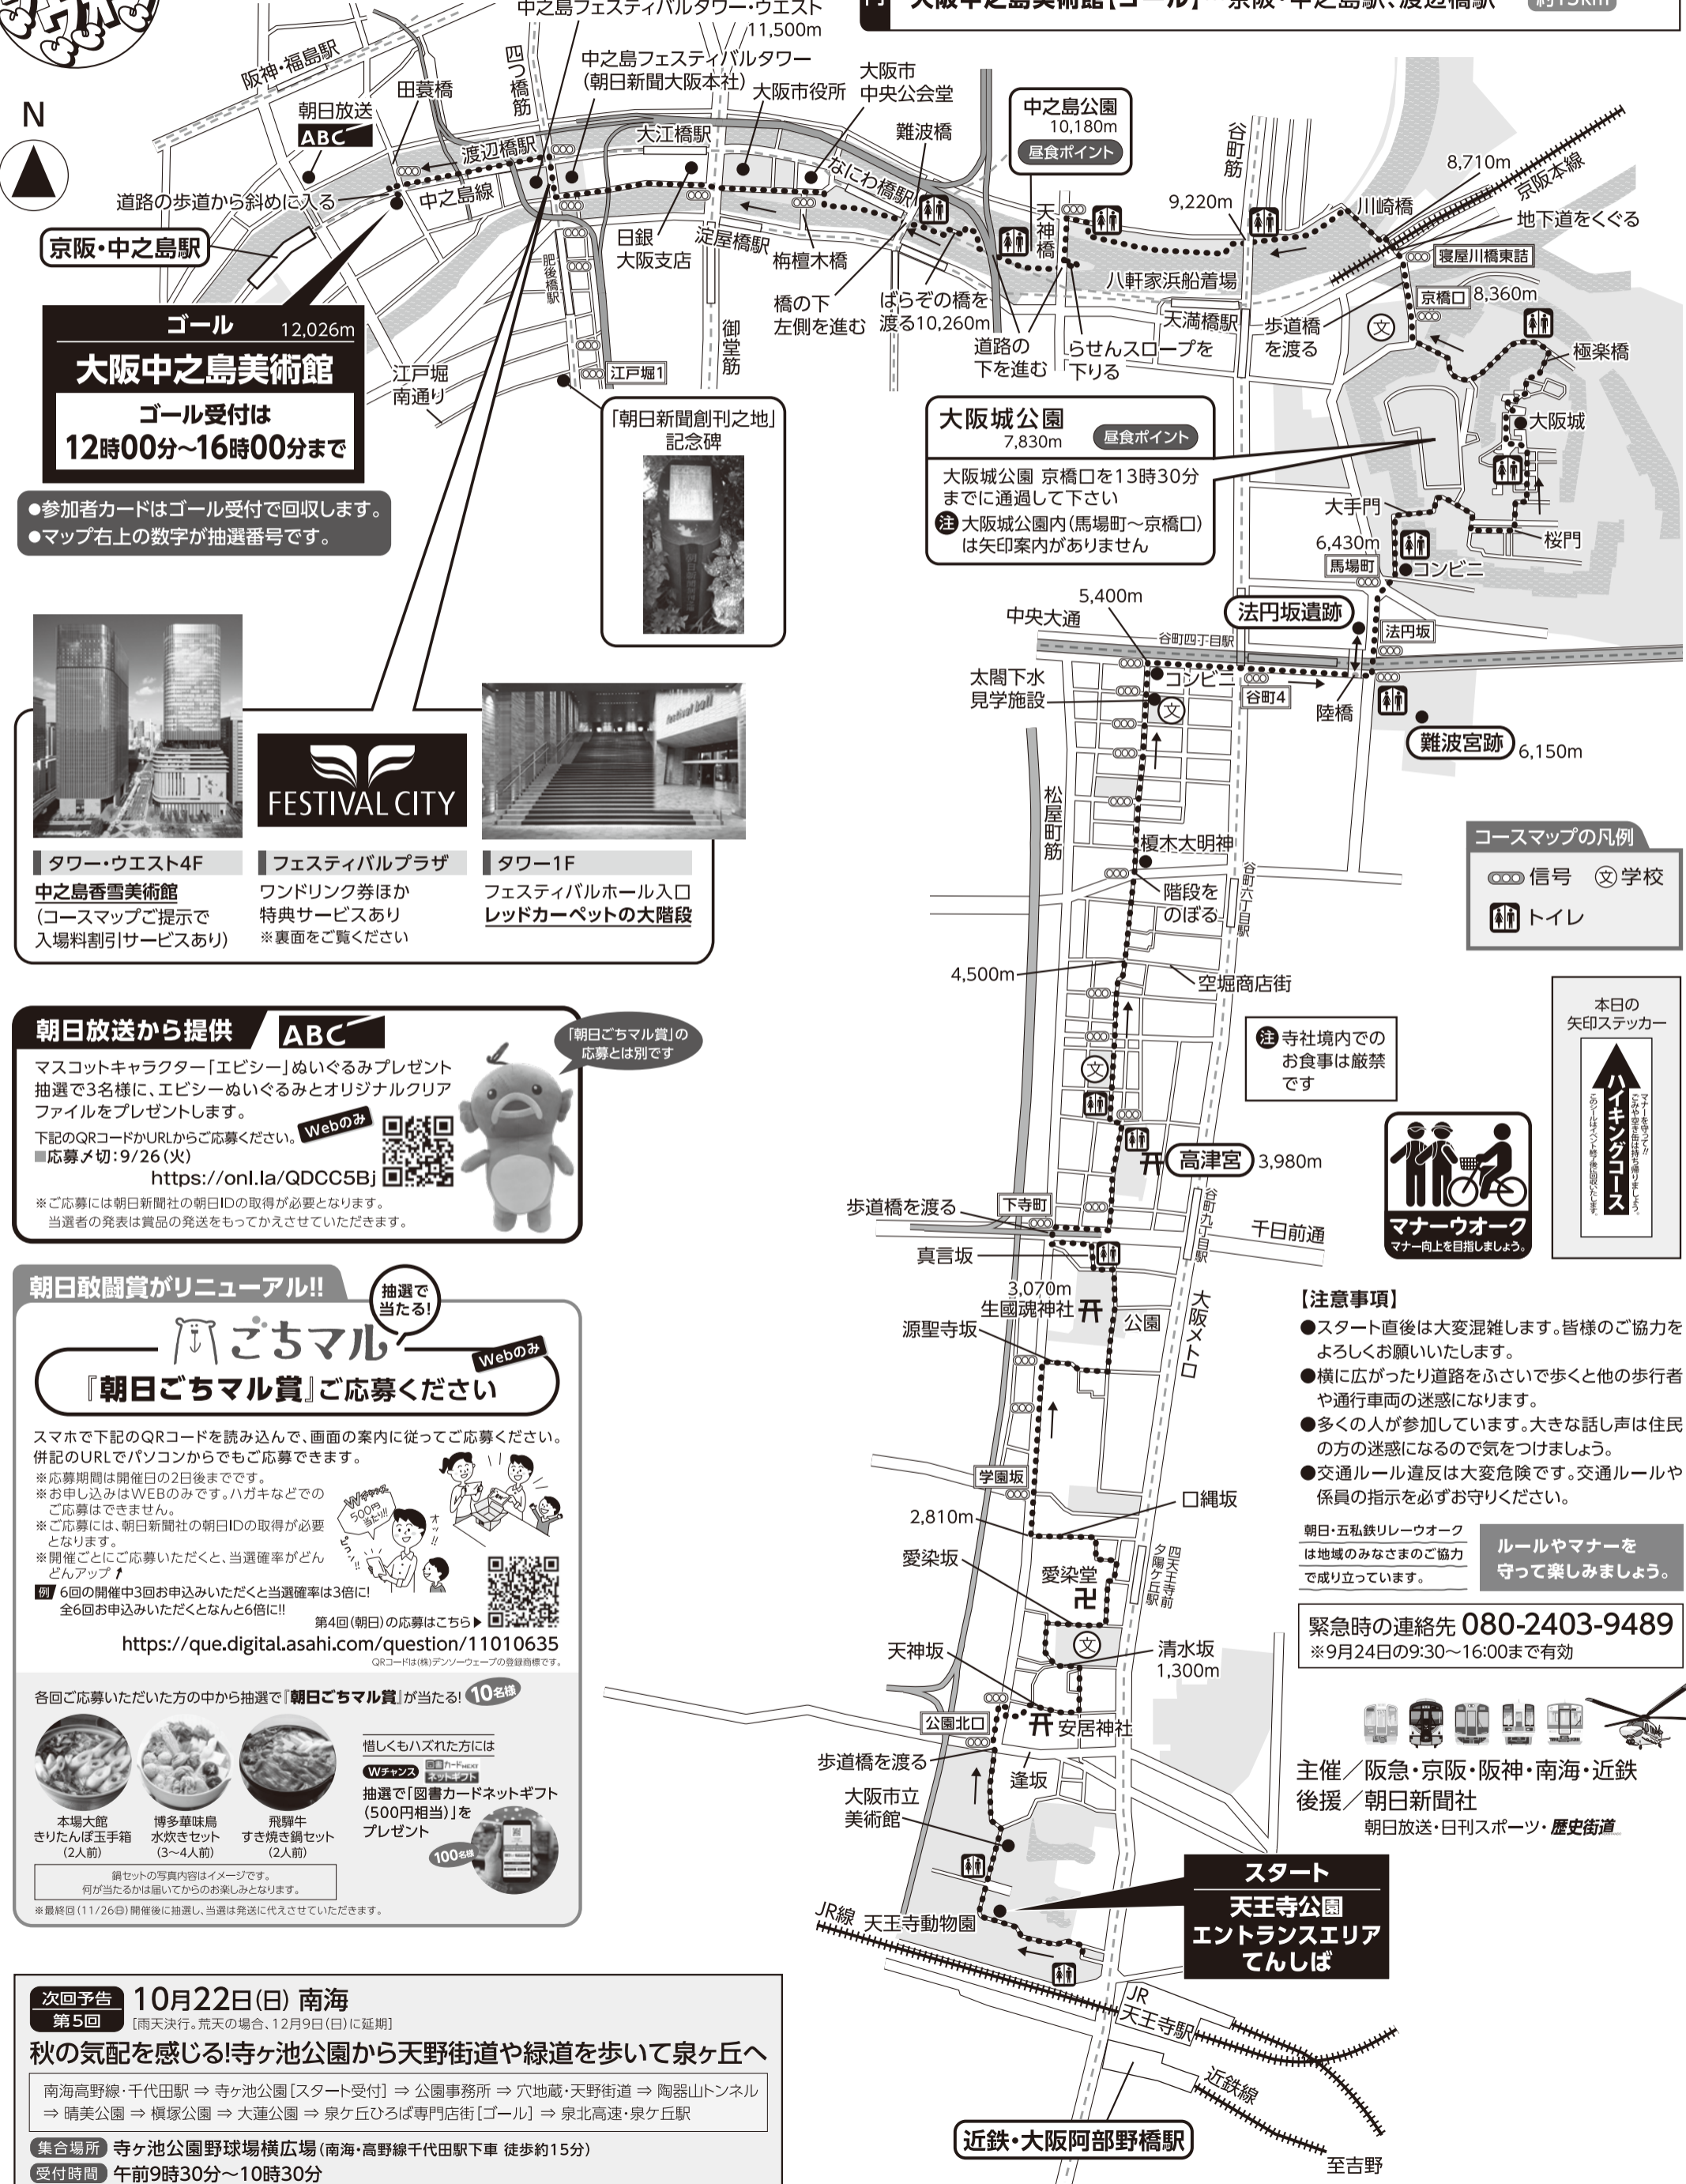 大阪中之島美術館【ゴール】
京阪・中之島駅、渡辺橋駅
約13km
中之島フェスティバルタワー・ウエスト
11,500m
中之島フェスティバルタワー
(朝日新聞大阪本社)
大阪市役所
大阪市
中央公会堂
難波橋
阪神・福島駅
四つ橋筋
田蓑橋
朝日放送
ABC
N
渡辺橋駅
大江橋駅
なにわ橋駅
中之島線
道路の歩道から斜めに入る
京阪・中之島駅
肥後橋駅
日銀
大阪支店
淀屋橋駅
栴檀木橋
橋の下
左側を進む
ばらぞの橋を
渡る10,260m
御堂筋
江戸堀
南通り
江戸堀1
中之島公園
10,180m
昼食ポイント
天神橋
谷町筋
9,220m
8,710m
京阪本線
川崎橋
地下道をくぐる
寝屋川橋東詰
京橋口
8,360m
八軒家浜船着場
天満橋駅
歩道橋
を渡る
文
道路の
下を進む
らせんスロープを
下りる
極楽橋
大阪城
ゴール
12,026m
大阪中之島美術館
ゴール受付は
12時00分～16時00分まで
●参加者カードはゴール受付で回収します。
●マップ右上の数字が抽選番号です。
「朝日新聞創刊之地」
記念碑
大阪城公園
7,830m
昼食ポイント
大阪城公園 京橋口を13時30分
までに通過して下さい
注 大阪城公園内(馬場町～京橋口)
は矢印案内がありません
大手門
桜門
6,430m
馬場町
コンビニ
5,400m
中央大通
法円坂遺跡
法円坂
谷町四丁目駅
太閤下水
見学施設
コンビニ
文
谷町4
陸橋
難波宮跡
6,150m
松屋町筋
榎木大明神
階段を
のぼる
谷町六丁目駅
4,500m
空堀商店街
コースマップの凡例
信号
文 学校
トイレ
festival hall
FESTIVAL CITY
タワー・ウエスト4F
中之島香雪美術館
(コースマップご提示で
入場料割引サービスあり)
フェスティバルプラザ
ワンドリンク券ほか
特典サービスあり
※裏面をご覧ください
タワー1F
フェスティバルホール入口
レッドカーペットの大階段
朝日放送から提供
ABC
「朝日ごちマル賞」の
応募とは別です
マスコットキャラクター「エビシー」ぬいぐるみプレゼント
抽選で3名様に、エビシーぬいぐるみとオリジナルクリア
ファイルをプレゼントします。
下記のQRコードかURLからご応募ください。
Webのみ
■応募〆切:9/26(火)
https://onl.la/QDCC5Bj
※ご応募には朝日新聞社の朝日IDの取得が必要となります。
当選者の発表は賞品の発送をもってかえさせていただきます。
注 寺社境内での
お食事は厳禁
です
本日の
矢印ステッカー
ハイキングコース
マナーを守って!!
ごみや空き缶は持ち帰りましょう。
このシールはイベント終了後に回収いたします。
マナーウオーク
マナー向上を目指しましょう。
文
高津宮
3,980m
歩道橋を渡る
下寺町
谷町九丁目駅
千日前通
真言坂
3,070m
生國魂神社
公園
大阪メトロ
源聖寺坂
学園坂
口縄坂
2,810m
愛染坂
愛染堂
四天王寺前
夕陽ケ丘駅
文
天神坂
清水坂
1,300m
公園北口
安居神社
歩道橋を渡る
逢坂
大阪市立
美術館
JR線
天王寺動物園
スタート
天王寺公園
エントランスエリア
てんしば
JR
天王寺駅
近鉄線
近鉄・大阪阿部野橋駅
至吉野
朝日敢闘賞がリニューアル!!
抽選で
当たる!
ごちマル
Webのみ
『朝日ごちマル賞』ご応募ください
スマホで下記のQRコードを読み込んで、画面の案内に従ってご応募ください。
併記のURLでパソコンからでもご応募できます。
※応募期間は開催日の2日後までです。
※お申し込みはWEBのみです。ハガキなどでの
ご応募はできません。
※ご応募には、朝日新聞社の朝日IDの取得が必要
となります。
※開催ごとにご応募いただくと、当選確率がどん
どんアップ
Wチャンス
500円
当たり!!
オッ!!
ピコン!!
例 6回の開催中3回お申込みいただくと当選確率は3倍に!
全6回お申込みいただくとなんと6倍に!!
第4回(朝日)の応募はこちら▶
https://que.digital.asahi.com/question/11010635
QRコードは(株)デンソーウェーブの登録商標です。
各回ご応募いただいた方の中から抽選で『朝日ごちマル賞』が当たる! 10名様
本場大館
きりたんぽ玉手箱
(2人前)
博多華味鳥
水炊きセット
(3～4人前)
飛騨牛
すき焼き鍋セット
(2人前)
鍋セットの写真内容はイメージです。
何が当たるかは届いてからのお楽しみとなります。
惜しくもハズれた方には
Wチャンス
図書カードNEXT
ネットギフト
抽選で「図書カードネットギフト
(500円相当)」を
プレゼント
100名様
※最終回(11/26㊐)開催後に抽選し、当選は発送に代えさせていただきます。
【注意事項】
●スタート直後は大変混雑します。皆様のご協力を
よろしくお願いいたします。
●横に広がったり道路をふさいで歩くと他の歩行者
や通行車両の迷惑になります。
●多くの人が参加しています。大きな話し声は住民
の方の迷惑になるので気をつけましょう。
●交通ルール違反は大変危険です。交通ルールや
係員の指示を必ずお守りください。
朝日・五私鉄リレーウオーク
は地域のみなさまのご協力
で成り立っています。
ルールやマナーを
守って楽しみましょう。
緊急時の連絡先 080-2403-9489
※9月24日の9:30～16:00まで有効
主催／阪急・京阪・阪神・南海・近鉄
後援／朝日新聞社
朝日放送・日刊スポーツ・歴史街道
次回予告
第5回
10月22日(日) 南海
[雨天決行。荒天の場合、12月9日(日)に延期]
秋の気配を感じる!寺ヶ池公園から天野街道や緑道を歩いて泉ヶ丘へ
南海高野線・千代田駅 ⇒ 寺ヶ池公園[スタート受付] ⇒ 公園事務所 ⇒ 穴地蔵・天野街道 ⇒ 陶器山トンネル
⇒ 晴美公園 ⇒ 槇塚公園 ⇒ 大蓮公園 ⇒ 泉ケ丘ひろば専門店街[ゴール] ⇒ 泉北高速・泉ケ丘駅
集合場所 寺ヶ池公園野球場横広場(南海・高野線千代田駅下車 徒歩約15分)
受付時間 午前9時30分～10時30分